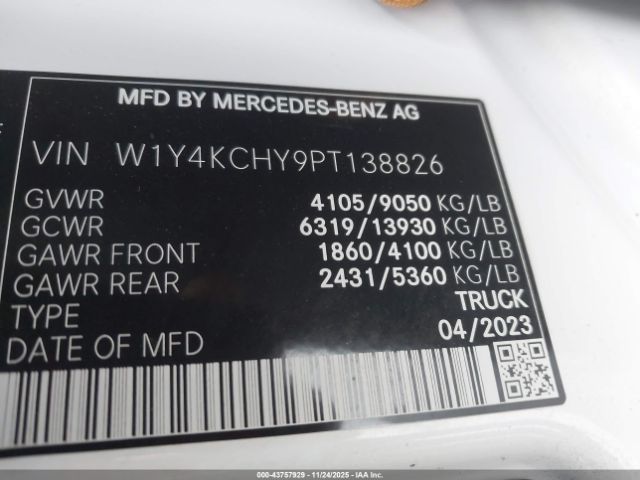 MFD BY MERCEDES-BENZ AG
VIN W1Y4KCHY9PT138826
GVWR 4105/9050 KG/LB
GCWR 6319/13930 KG/LB
GAWR FRONT 1860/4100 KG/LB
GAWR REAR 2431/5360 KG/LB
TYPE TRUCK
DATE OF MFD 04/2023
000-43757929 - 11/24/2025 - IAAI.COM